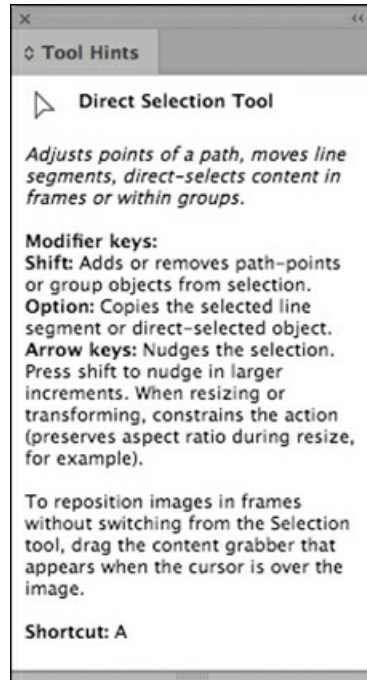 Tool Hints
Direct Selection Tool
Adjusts points of a path, moves line
segments, direct-selects content in
frames or within groups.
Modifier keys:
Shift: Adds or removes path-points
or group objects from selection.
Option: Copies the selected line
segment or direct-selected object.
Arrow keys: Nudges the selection.
Press shift to nudge in larger
increments. When resizing or
transforming, constrains the action
(preserves aspect ratio during resize,
for example).
To reposition images in frames
without switching from the Selection
tool, drag the content grabber that
appears when the cursor is over the
image.
Shortcut: A